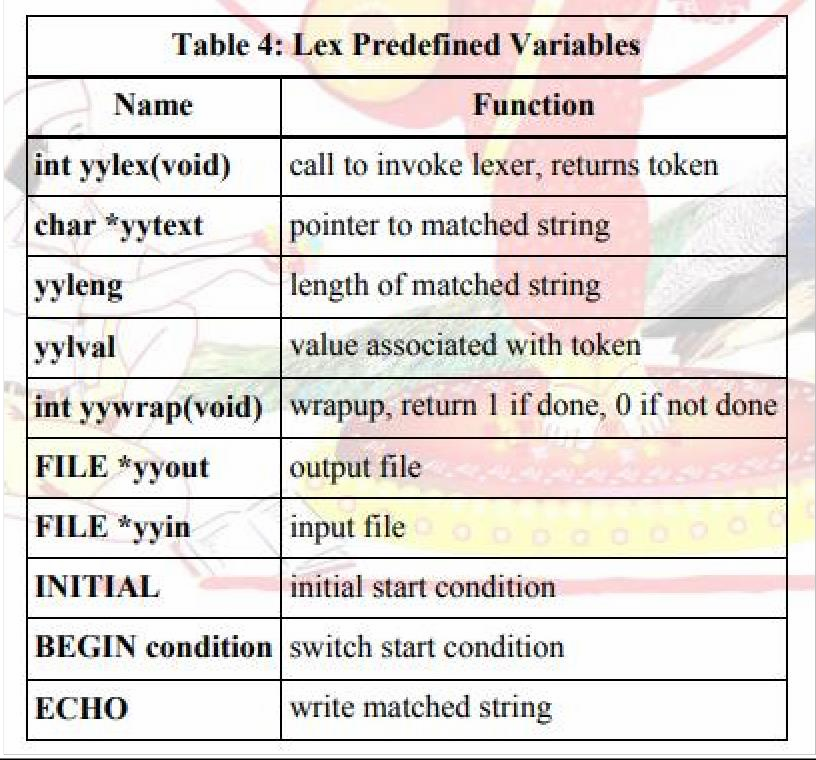 Table 4: Lex Predefined Variables
Name Function
int yylex(void) call to invoke lexer, returns token
char *yytext pointer to matched string
yyleng length of matched string
yylval value associated with token
int yywrap(void) wrapup, return 1 if done, 0 if not done
FILE *yyout output file
FILE *yyin input file
INITIAL initial start condition
BEGIN condition switch start condition
ECHO write matched string